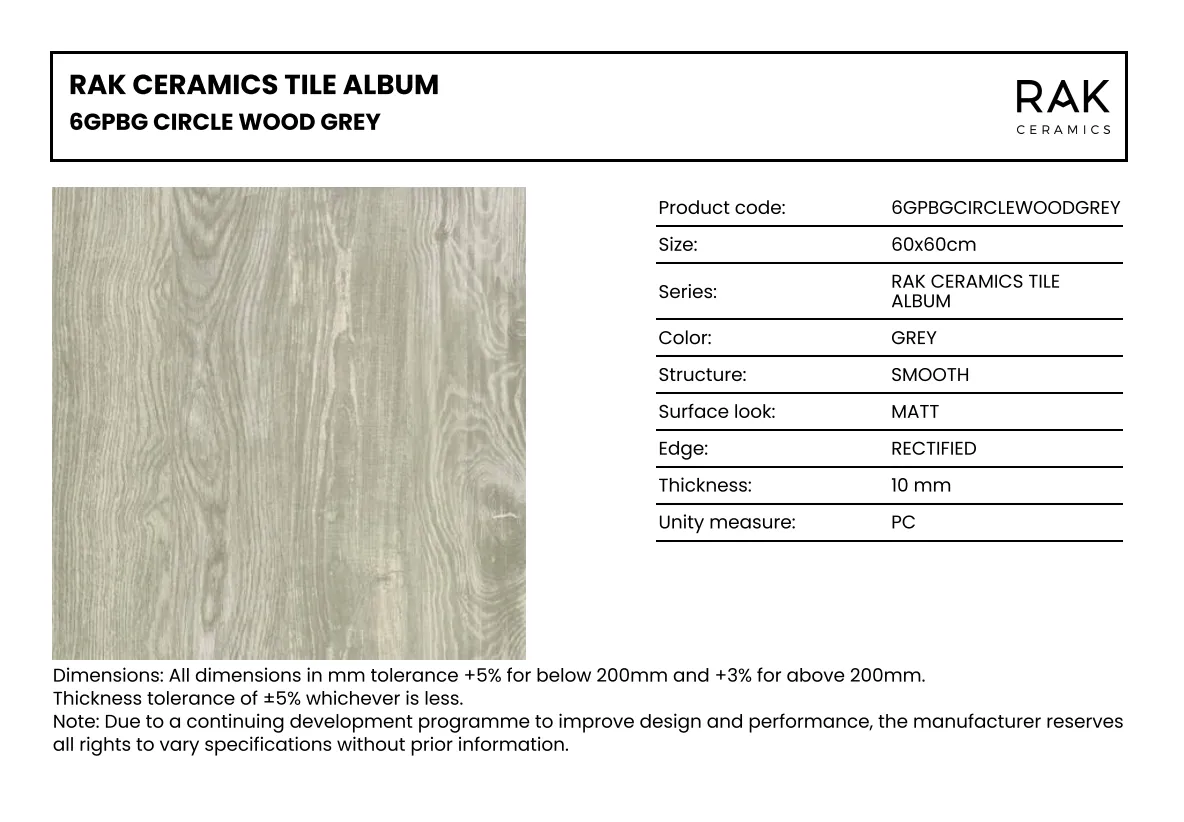 RAK CERAMICS TILE ALBUM
6GPBG CIRCLE WOOD GREY
RAK
CERAMICS
Product code: 6GPBGCIRCLEWOODGREY
Size: 60x60cm
Series: RAK CERAMICS TILE
ALBUM
Color: GREY
Structure: SMOOTH
Surface look: MATT
Edge: RECTIFIED
Thickness: 10 mm
Unity measure: PC
Dimensions: All dimensions in mm tolerance +5% for below 200mm and +3% for above 200mm.
Thickness tolerance of ±5% whichever is less.
Note: Due to a continuing development programme to improve design and performance, the manufacturer reserves
all rights to vary specifications without prior information.